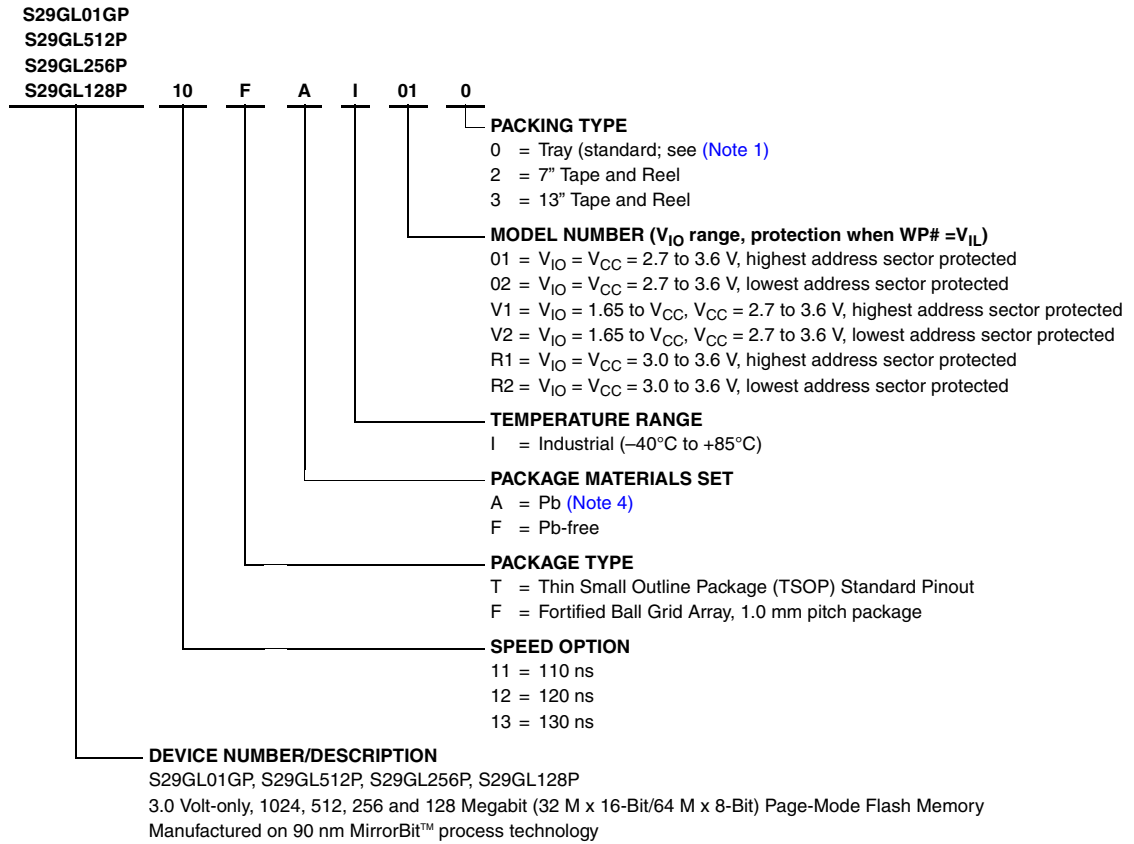 S29GL01GP
S29GL512P
S29GL256P
S29GL128P 10 F A I 01 0
PACKING TYPE
0 = Tray (standard; see (Note 1)
2 = 7” Tape and Reel
3 = 13” Tape and Reel
MODEL NUMBER (VIO range, protection when WP# =VIL)
01 = VIO = VCC = 2.7 to 3.6 V, highest address sector protected
02 = VIO = VCC = 2.7 to 3.6 V, lowest address sector protected
V1 = VIO = 1.65 to VCC, VCC = 2.7 to 3.6 V, highest address sector protected
V2 = VIO = 1.65 to VCC, VCC = 2.7 to 3.6 V, lowest address sector protected
R1 = VIO = VCC = 3.0 to 3.6 V, highest address sector protected
R2 = VIO = VCC = 3.0 to 3.6 V, lowest address sector protected
TEMPERATURE RANGE
I = Industrial (–40°C to +85°C)
PACKAGE MATERIALS SET
A = Pb (Note 4)
F = Pb-free
PACKAGE TYPE
T = Thin Small Outline Package (TSOP) Standard Pinout
F = Fortified Ball Grid Array, 1.0 mm pitch package
SPEED OPTION
11 = 110 ns
12 = 120 ns
13 = 130 ns
DEVICE NUMBER/DESCRIPTION
S29GL01GP, S29GL512P, S29GL256P, S29GL128P
3.0 Volt-only, 1024, 512, 256 and 128 Megabit (32 M x 16-Bit/64 M x 8-Bit) Page-Mode Flash Memory
Manufactured on 90 nm MirrorBit™ process technology